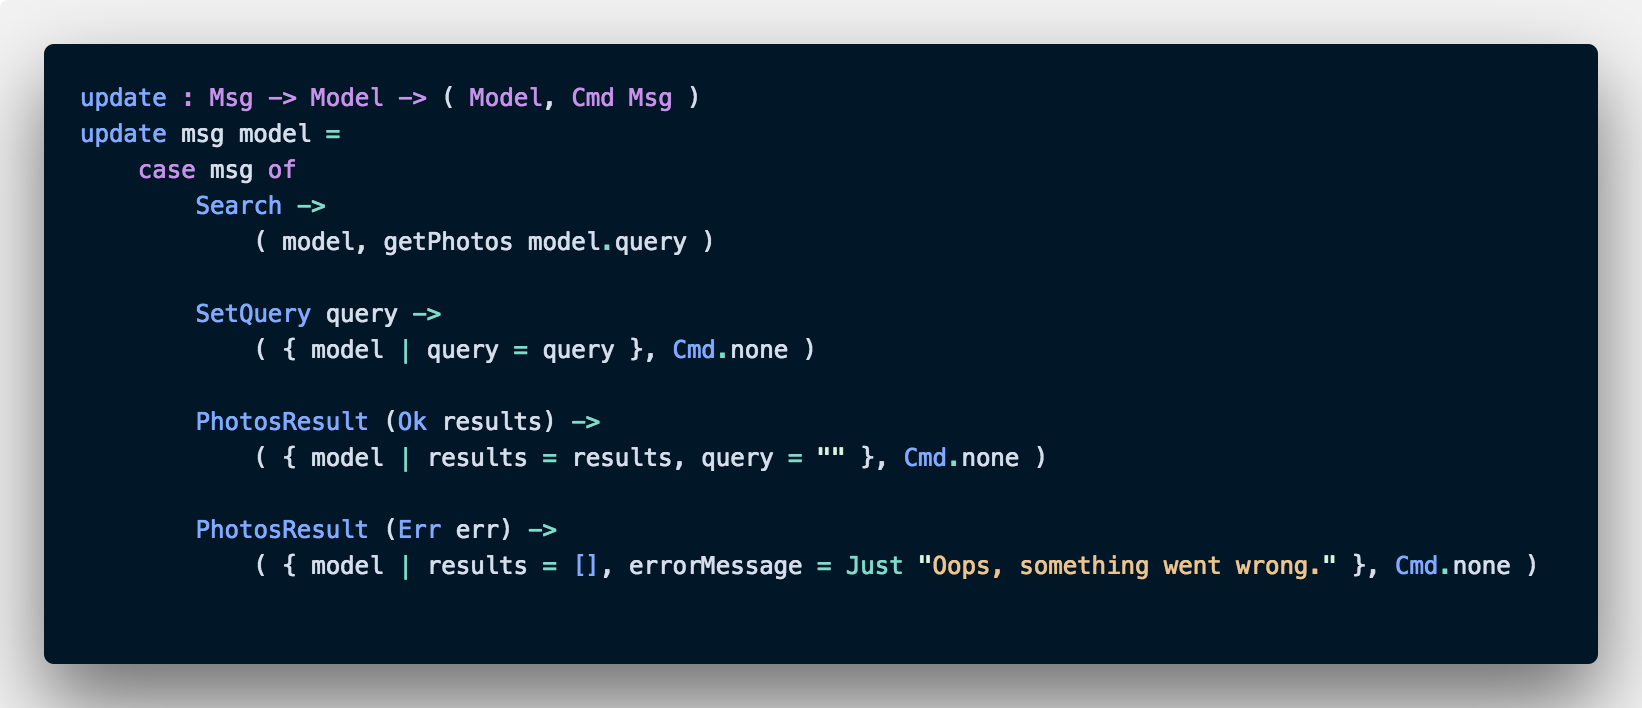 update : Msg -> Model -> ( Model, Cmd Msg )
update msg model =
    case msg of
        Search ->
            ( model, getPhotos model.query )

        SetQuery query ->
            ( { model | query = query }, Cmd.none )

        PhotosResult (Ok results) ->
            ( { model | results = results, query = "" }, Cmd.none )

        PhotosResult (Err err) ->
            ( { model | results = [], errorMessage = Just "Oops, something went wrong." }, Cmd.none )